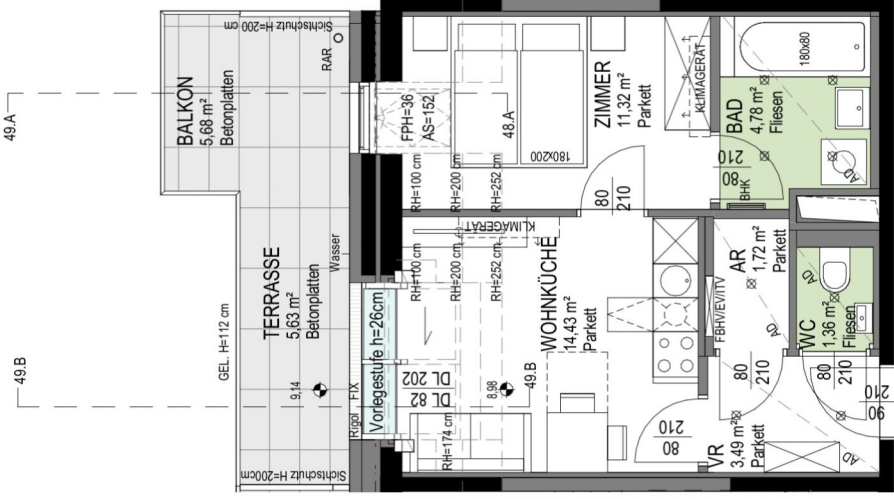 Sichtschutz H=200 cm
RAR
BALKON
5,68 m²
Betonplatten
49.A
FPH=36
AS=152
48.A
180x200
RH=100 cm
RH=200 cm
RH=252 cm
ZIMMER
11,32 m²
Parkett
KLIMAGERÄT
80
210
BAD
4,78 m²
Fliesen
180x80
80
210
BHK
AD
TERRASSE
5,63 m²
Betonplatten
Wasser
GEL. H=112 cm
49.B
9,14
Rigol
FIX
Vorlegestufe h=26cm
Sichtschutz H=200cm
RH=100 cm
RH=200 cm
RH=252 cm
KLIMAGERÄT
WOHNKÜCHE
14,43 m²
Parkett
DL 202
DL 82
8,98
49.B
RH=174 cm
80
210
FBHV/EV/ITV
AR
1,72 m²
Parkett
AD
80
210
WC
1,36 m²
Fliesen
AD
80
210
VR
3,49 m²
Parkett
AD
90
210